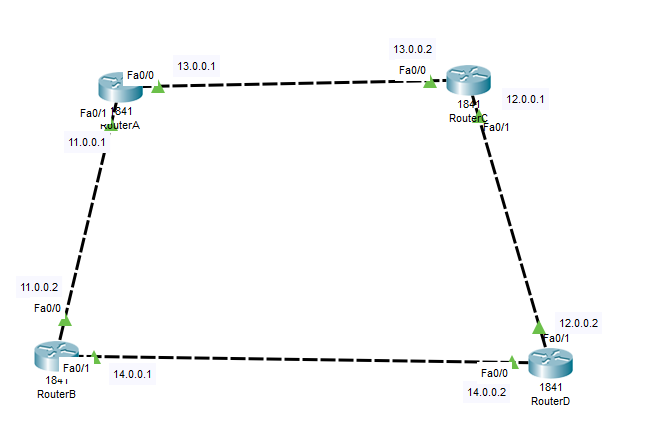 Fa0/0
13.0.0.1
13.0.0.2
Fa0/0
Fa0/1
1841
RouterA
11.0.0.1
1841
RouterC
12.0.0.1
Fa0/1
11.0.0.2
Fa0/0
12.0.0.2
Fa0/1
Fa0/1
1841
RouterB
14.0.0.1
Fa0/0
14.0.0.2
1841
RouterD